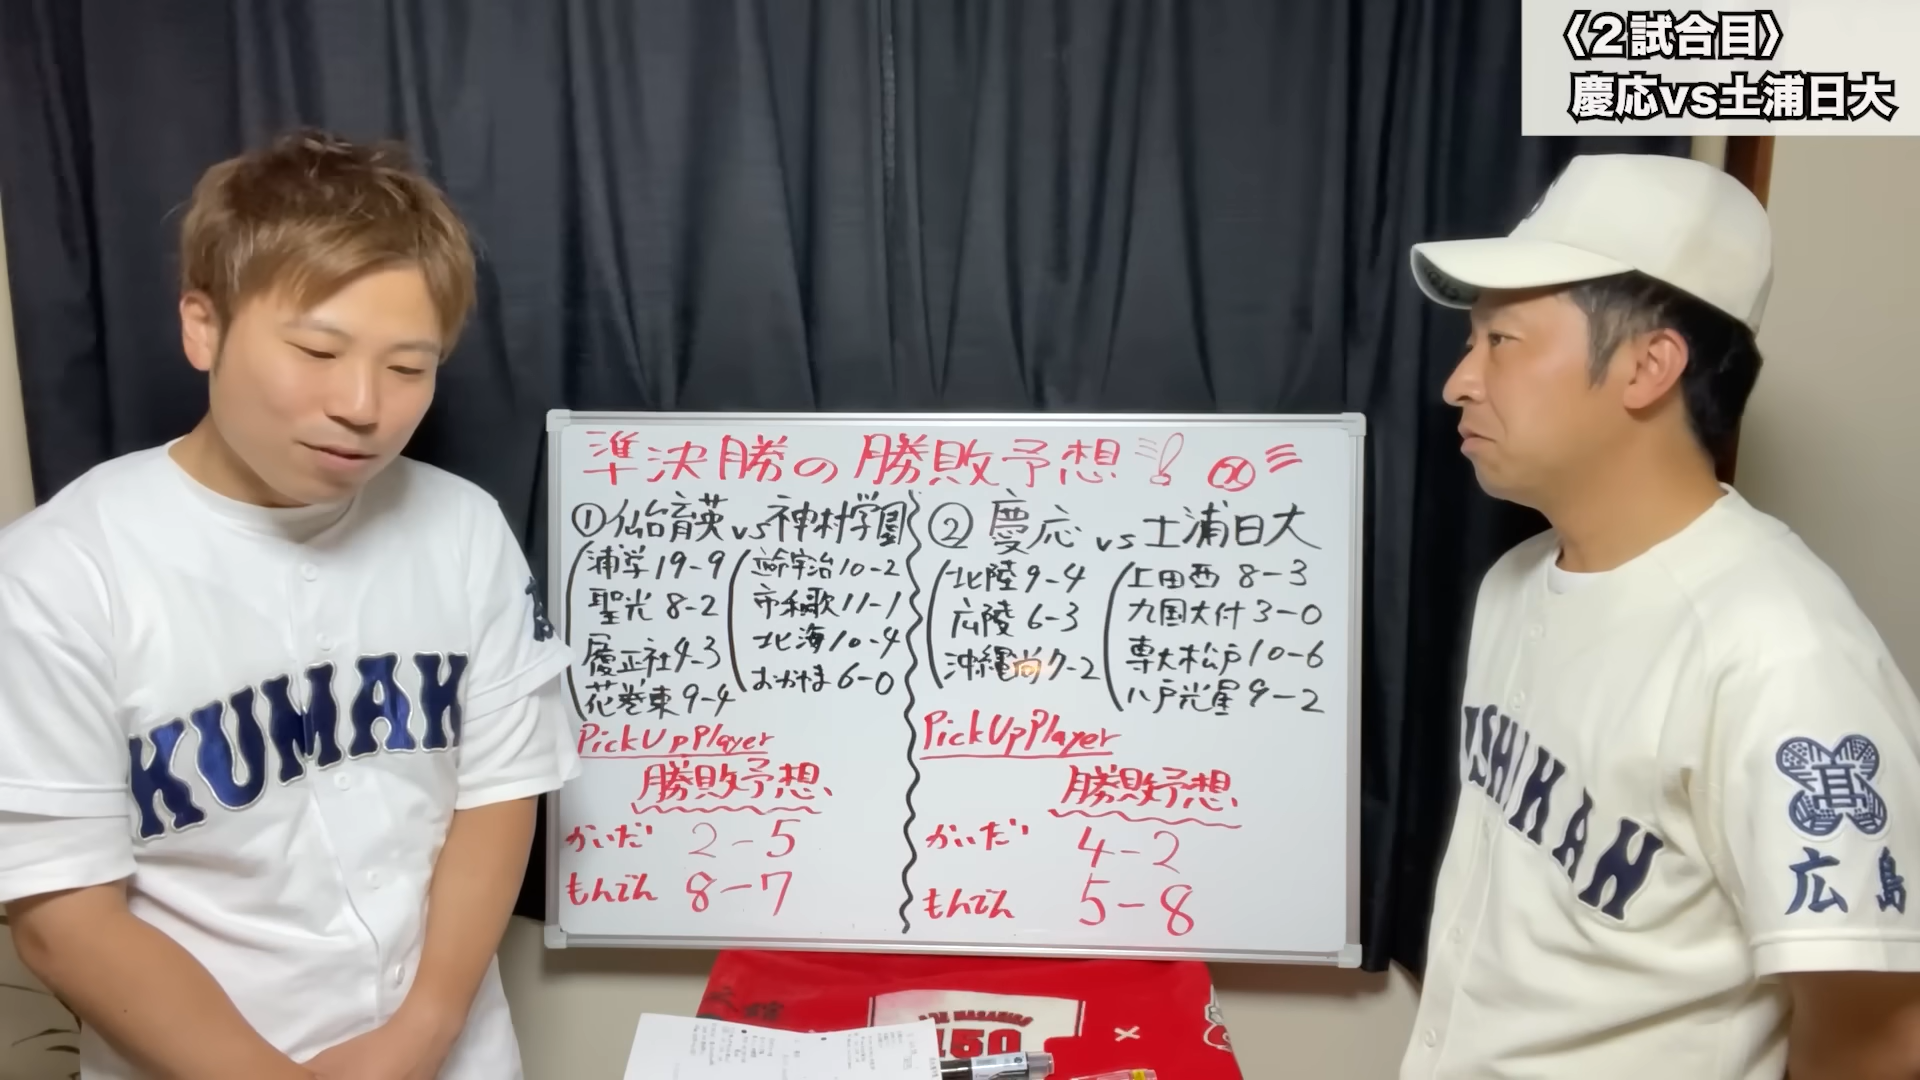 〈2試合目〉
慶応vs土浦日大
準決勝の勝敗予想
①仙台育英vs神村学園
浦学19-9
聖光8-2
履正社4-3
花巻東9-4
立命宇治10-2
市和歌11-1
北海10-4
おかやま6-0
PickUpPlayer
勝敗予想
かいだ 2-5
もんでん 8-7
②慶応vs土浦日大
北陸9-4
広陵6-3
沖縄尚7-2
上田西8-3
九国大付3-0
専大松戸10-6
八戸光星9-2
PickUpPlayer
勝敗予想
かいだ 4-2
もんでん 5-8
KUMAK
USHIKAN
高
広島
150